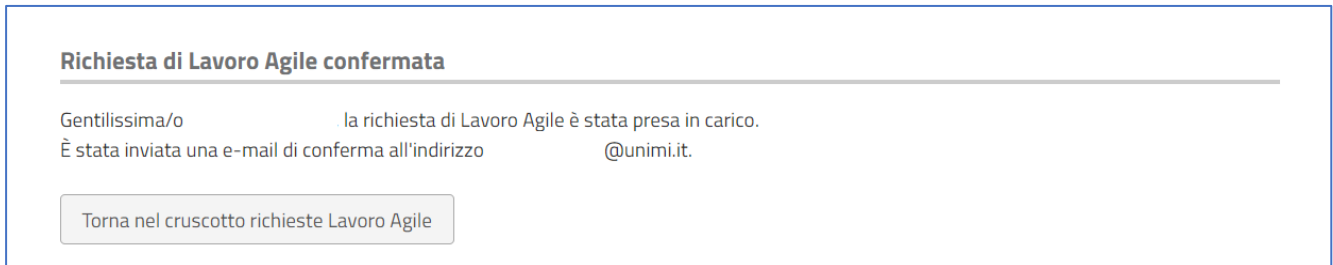 Richiesta di Lavoro Agile confermata
Gentilissima/o la richiesta di Lavoro Agile è stata presa in carico.
È stata inviata una e-mail di conferma all'indirizzo @unimi.it.
Torna nel cruscotto richieste Lavoro Agile